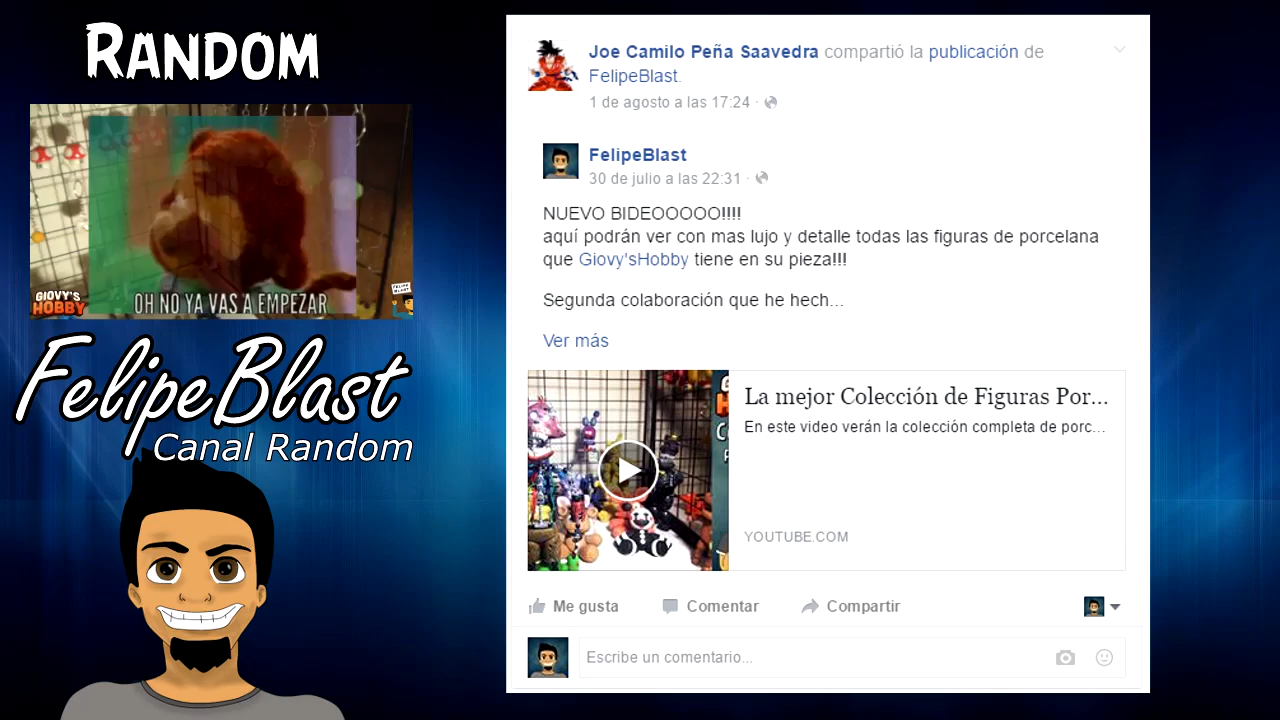 RANDOM
GIOVY'S
HOBBY
OH NO YA VAS A EMPEZAR
FELIPE
BLAST
FelipeBlast
Canal Random
Joe Camilo Peña Saavedra compartió la publicación de
FelipeBlast.
1 de agosto a las 17:24 ·
FelipeBlast
30 de julio a las 22:31 ·
NUEVO BIDEOOOOO!!!!
aquí podrán ver con mas lujo y detalle todas las figuras de porcelana
que Giovy'sHobby tiene en su pieza!!!
Segunda colaboración que he hech...
Ver más
La mejor Colección de Figuras Por...
En este video verán la colección completa de porc...
YOUTUBE.COM
Me gusta
Comentar
Compartir
Escribe un comentario...